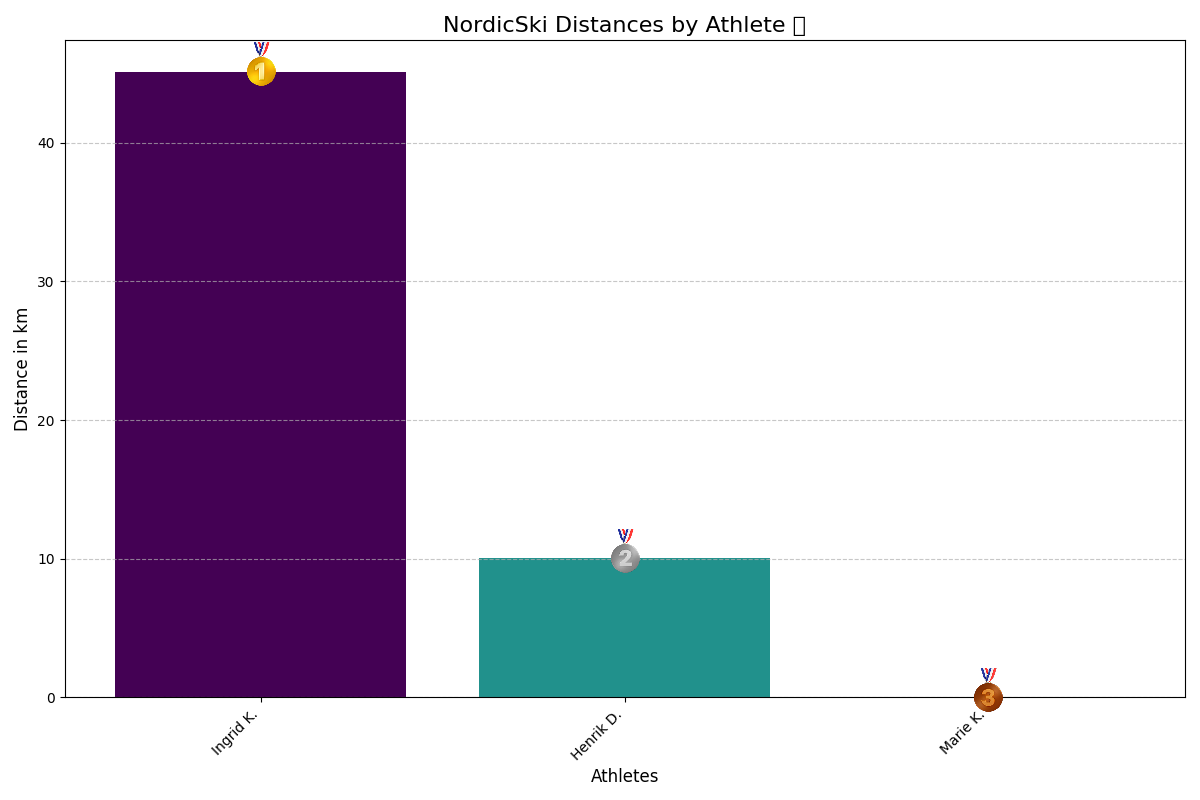 NordicSki Distances by Athlete
1
40
30
20
2
10
0
3
Distance in km
Ingrid K.
Henrik D.
Marie K.
Athletes